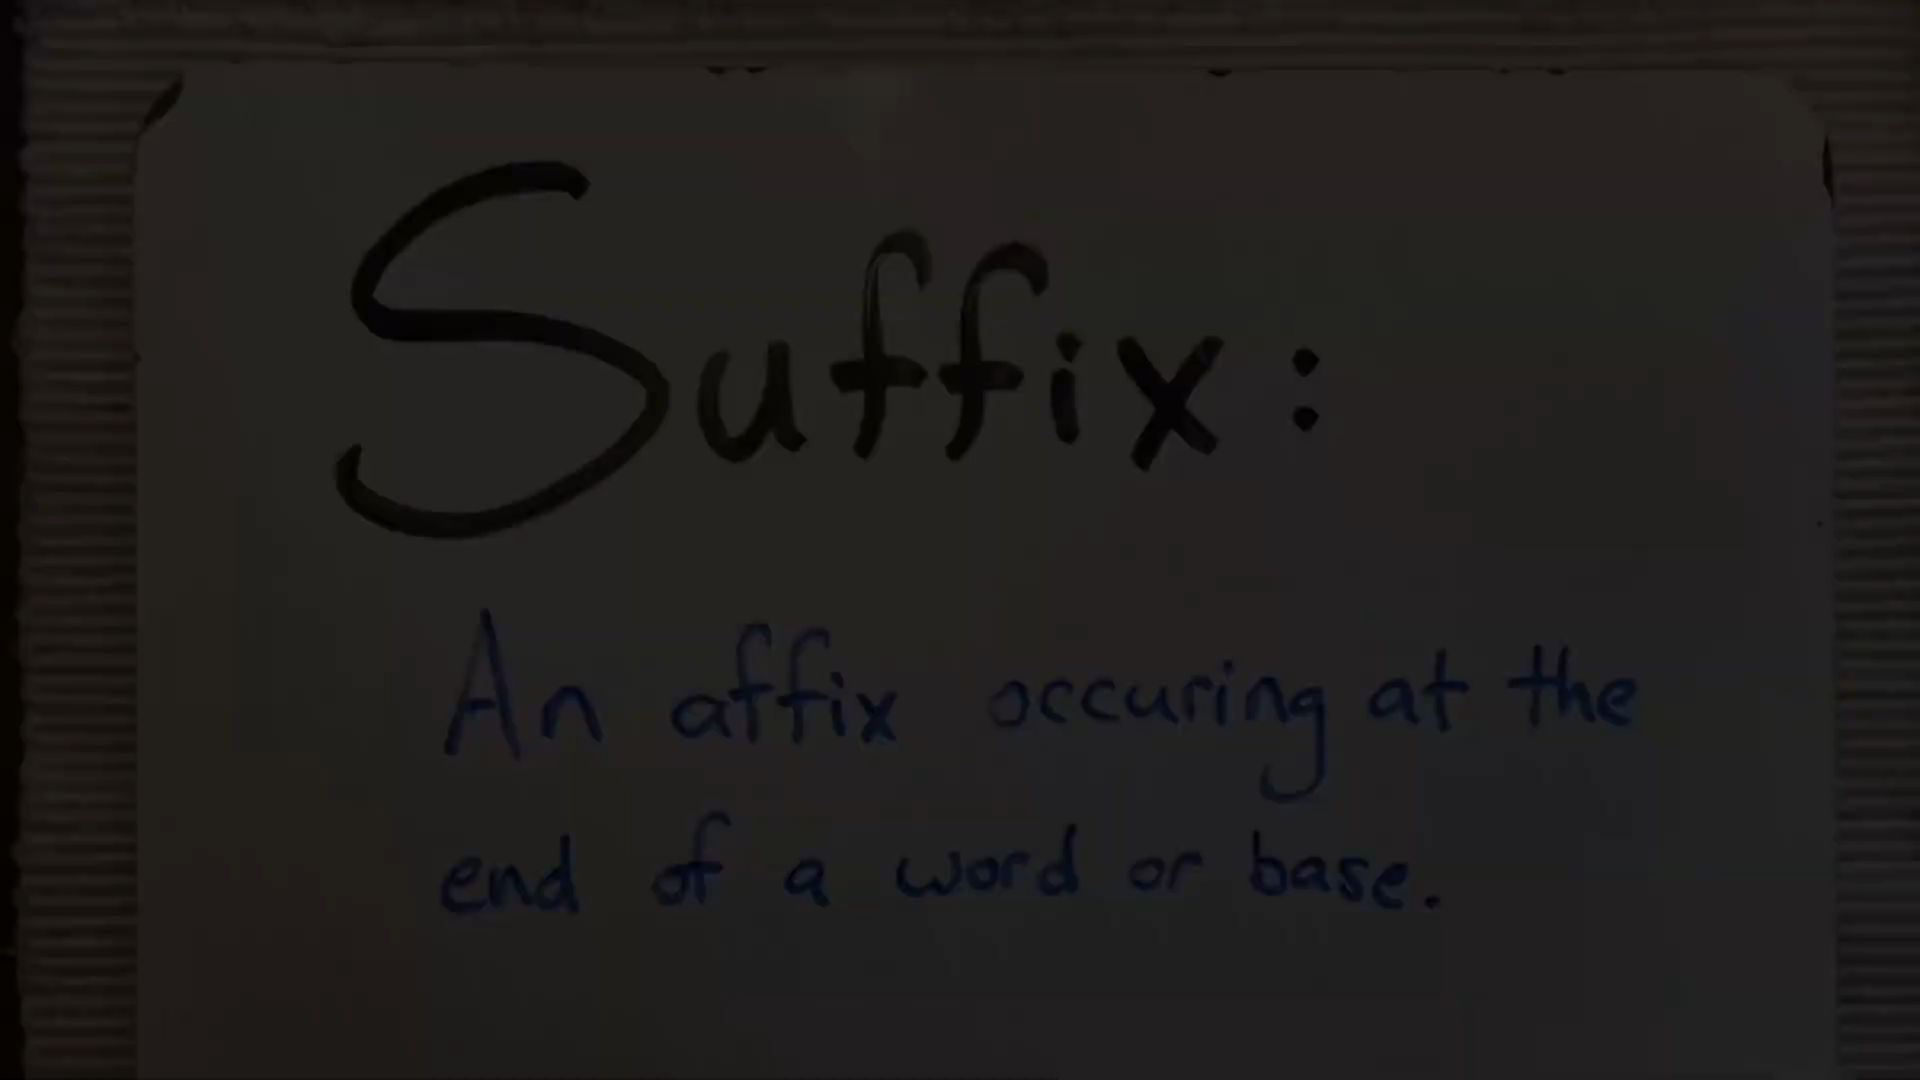 Suffix:
An affix occuring at the
end of a word or base.